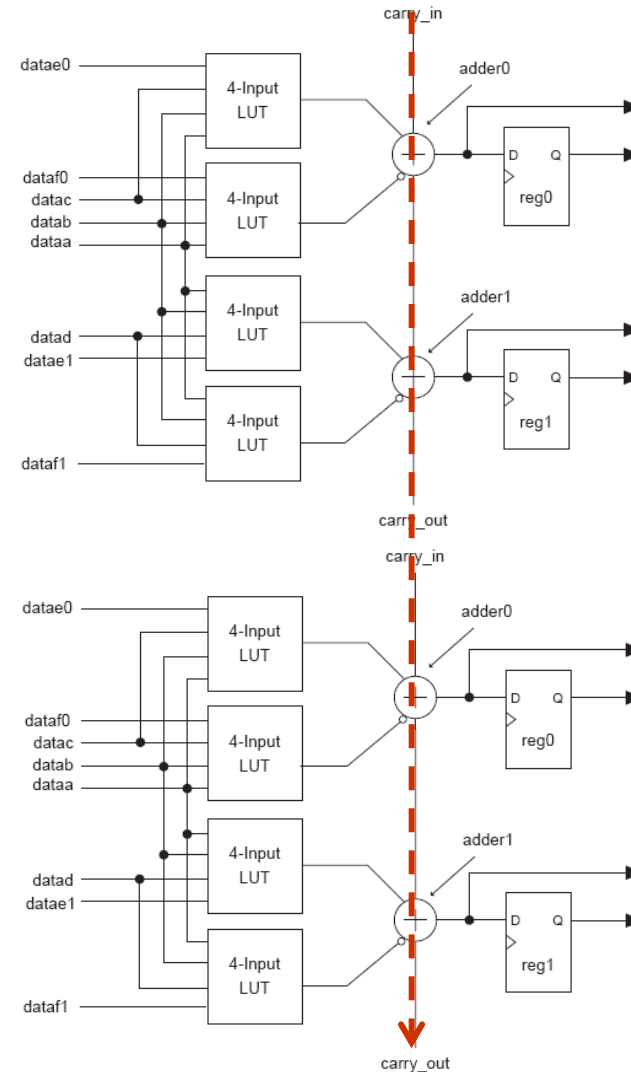 carry_in
datae0
adder0
4-Input
LUT
D Q
reg0
dataf0
datac
datab
dataa
4-Input
LUT
adder1
4-Input
LUT
datad
datae1
D Q
reg1
4-Input
LUT
dataf1
carry_out
carry_in
datae0
adder0
4-Input
LUT
D Q
reg0
dataf0
datac
datab
dataa
4-Input
LUT
adder1
4-Input
LUT
datad
datae1
D Q
reg1
4-Input
LUT
dataf1
carry_out